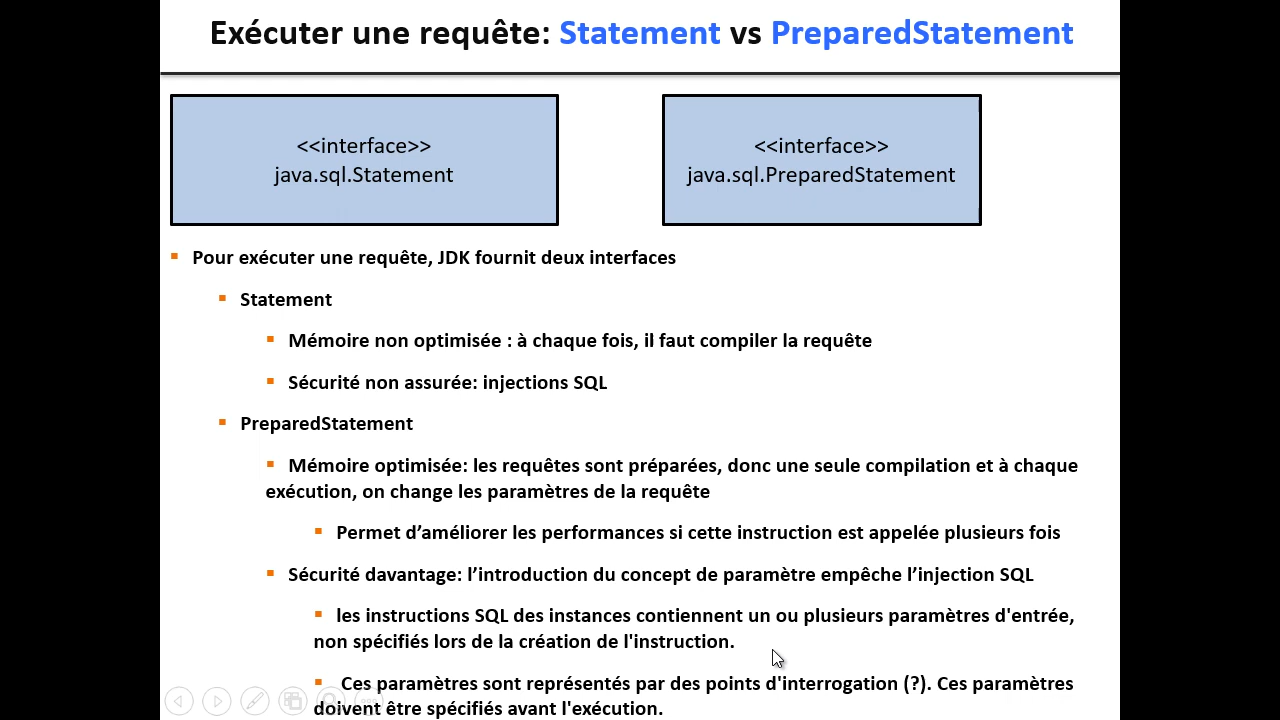 Exécuter une requête: Statement vs PreparedStatement
<<interface>>
java.sql.Statement
<<interface>>
java.sql.PreparedStatement
Pour exécuter une requête, JDK fournit deux interfaces
Statement
Mémoire non optimisée : à chaque fois, il faut compiler la requête
Sécurité non assurée: injections SQL
PreparedStatement
Mémoire optimisée: les requêtes sont préparées, donc une seule compilation et à chaque
exécution, on change les paramètres de la requête
Permet d’améliorer les performances si cette instruction est appelée plusieurs fois
Sécurité davantage: l’introduction du concept de paramètre empêche l’injection SQL
les instructions SQL des instances contiennent un ou plusieurs paramètres d'entrée,
non spécifiés lors de la création de l'instruction.
Ces paramètres sont représentés par des points d'interrogation (?). Ces paramètres
doivent être spécifiés avant l'exécution.